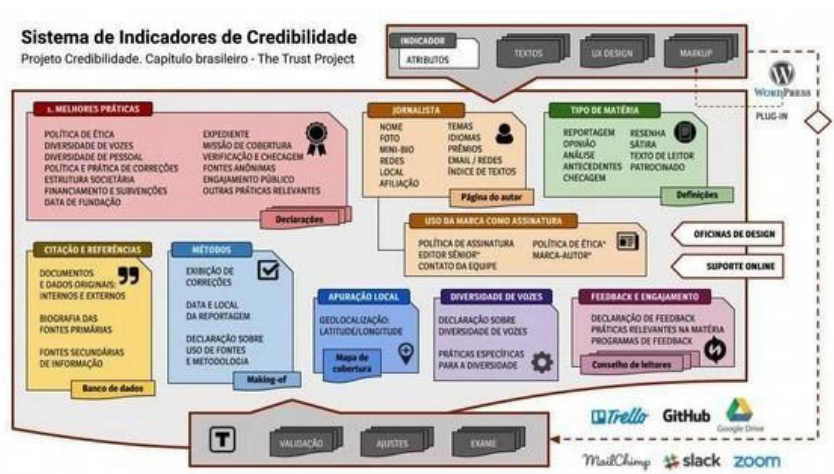 Sistema de Indicadores de Credibilidade
Projeto Credibilidade. Capítulo brasileiro - The Trust Project
INDICADOR
ATRIBUTOS
TEXTOS
UX DESIGN
MARKUP
WORDPRESS
PLUG-IN
1. MELHORES PRÁTICAS
POLÍTICA DE ÉTICA
DIVERSIDADE DE VOZES
DIVERSIDADE DE PESSOAL
POLÍTICA E PRÁTICA DE CORREÇÕES
ESTRUTURA SOCIETÁRIA
FINANCIAMENTO E SUBVENÇÕES
DATA DE FUNDAÇÃO
EXPEDIENTE
MISSÃO DE COBERTURA
VERIFICAÇÃO E CHECAGEM
FONTES ANÔNIMAS
ENGAJAMENTO PÚBLICO
OUTRAS PRÁTICAS RELEVANTES
Declarações
JORNALISTA
NOME
FOTO
MINI-BIO
REDES
LOCAL
AFILIAÇÃO
TEMAS
IDIOMAS
PRÊMIOS
EMAIL / REDES
ÍNDICE DE TEXTOS
Página do autor
TIPO DE MATÉRIA
REPORTAGEM
OPINIÃO
ANÁLISE
ANTECEDENTES
CHECAGEM
RESENHA
SÁTIRA
TEXTO DE LEITOR
PATROCINADO
Definições
USO DA MARCA COMO ASSINATURA
POLÍTICA DE ASSINATURA
EDITOR SÊNIOR*
CONTATO DA EQUIPE
POLÍTICA DE ÉTICA*
MARCA-AUTOR*
OFICINAS DE DESIGN
SUPORTE ONLINE
CITAÇÃO E REFERÊNCIAS
DOCUMENTOS
E DADOS ORIGINAIS:
INTERNOS E EXTERNOS
BIOGRAFIA DAS
FONTES PRIMÁRIAS
FONTES SECUNDÁRIAS
DE INFORMAÇÃO
Banco de dados
MÉTODOS
EXIBIÇÃO DE
CORREÇÕES
DATA E LOCAL
DA REPORTAGEM
DECLARAÇÃO SOBRE
USO DE FONTES
E METODOLOGIA
Making-of
APURAÇÃO LOCAL
GEOLOCALIZAÇÃO:
LATITUDE/LONGITUDE
Mapa de
cobertura
DIVERSIDADE DE VOZES
DECLARAÇÃO SOBRE
DIVERSIDADE DE VOZES
PRÁTICAS ESPECÍFICAS
PARA A DIVERSIDADE
FEEDBACK E ENGAJAMENTO
DECLARAÇÃO DE FEEDBACK
PRÁTICAS RELEVANTES NA MATÉRIA
PROGRAMAS DE FEEDBACK
Conselho de leitores
T
VALIDAÇÃO
AJUSTES
EXAME
Trello
GitHub
Google Drive
MailChimp
slack
zoom